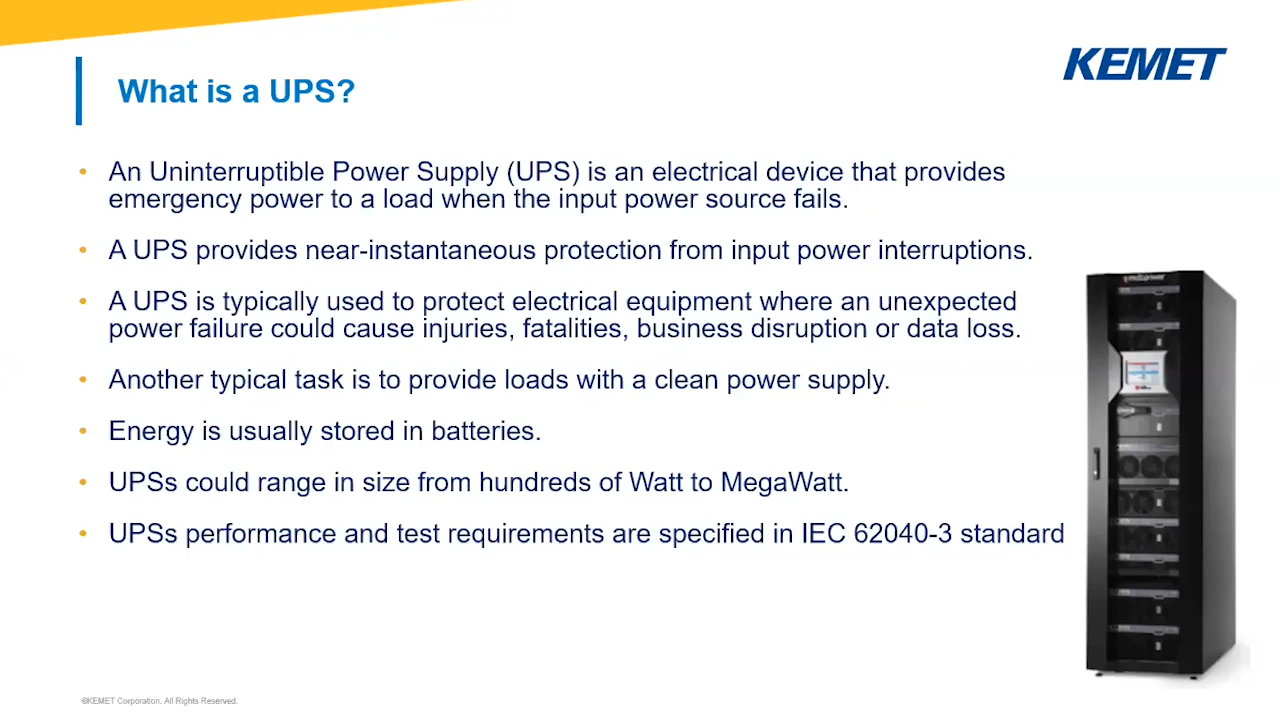 KEMET
What is a UPS?
• An Uninterruptible Power Supply (UPS) is an electrical device that provides
emergency power to a load when the input power source fails.
• A UPS provides near-instantaneous protection from input power interruptions.
• A UPS is typically used to protect electrical equipment where an unexpected
power failure could cause injuries, fatalities, business disruption or data loss.
• Another typical task is to provide loads with a clean power supply.
• Energy is usually stored in batteries.
• UPSs could range in size from hundreds of Watt to MegaWatt.
• UPSs performance and test requirements are specified in IEC 62040-3 standard
©KEMET Corporation. All Rights Reserved.